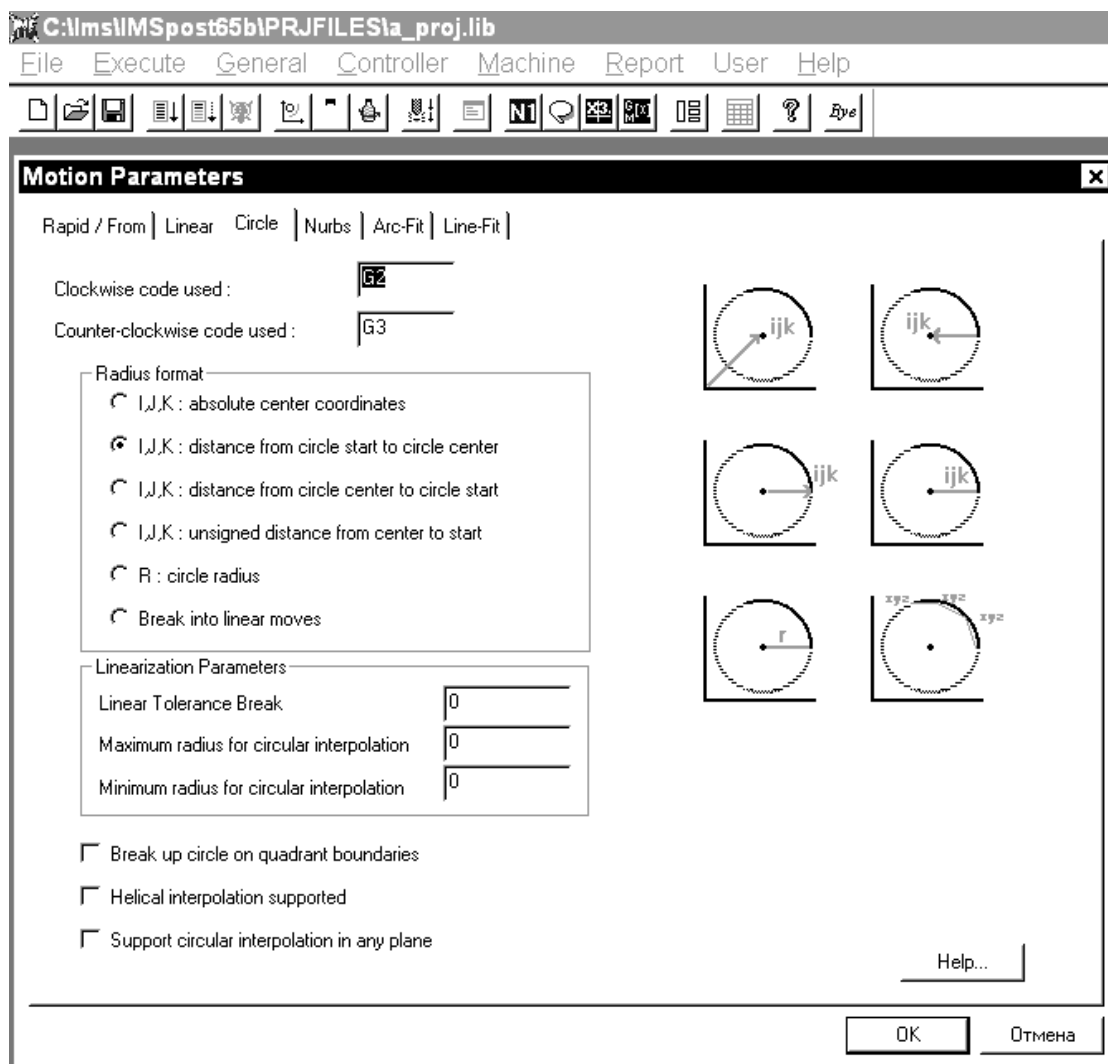 C:\Ims\IMSpost65b\PRJFILES\a_proj.lib
File Execute General Controller Machine Report User Help
N1 X3. G[x] M ? Bye
Motion Parameters
Rapid / From Linear Circle Nurbs Arc-Fit Line-Fit
Clockwise code used : G2
Counter-clockwise code used : G3
Radius format
I,J,K : absolute center coordinates
I,J,K : distance from circle start to circle center
I,J,K : distance from circle center to circle start
I,J,K : unsigned distance from center to start
R : circle radius
Break into linear moves
ijk ijk
ijk ijk
r xyz xyz xyz
Linearization Parameters
Linear Tolerance Break 0
Maximum radius for circular interpolation 0
Minimum radius for circular interpolation 0
Break up circle on quadrant boundaries
Helical interpolation supported
Support circular interpolation in any plane
Help...
OK Отмена